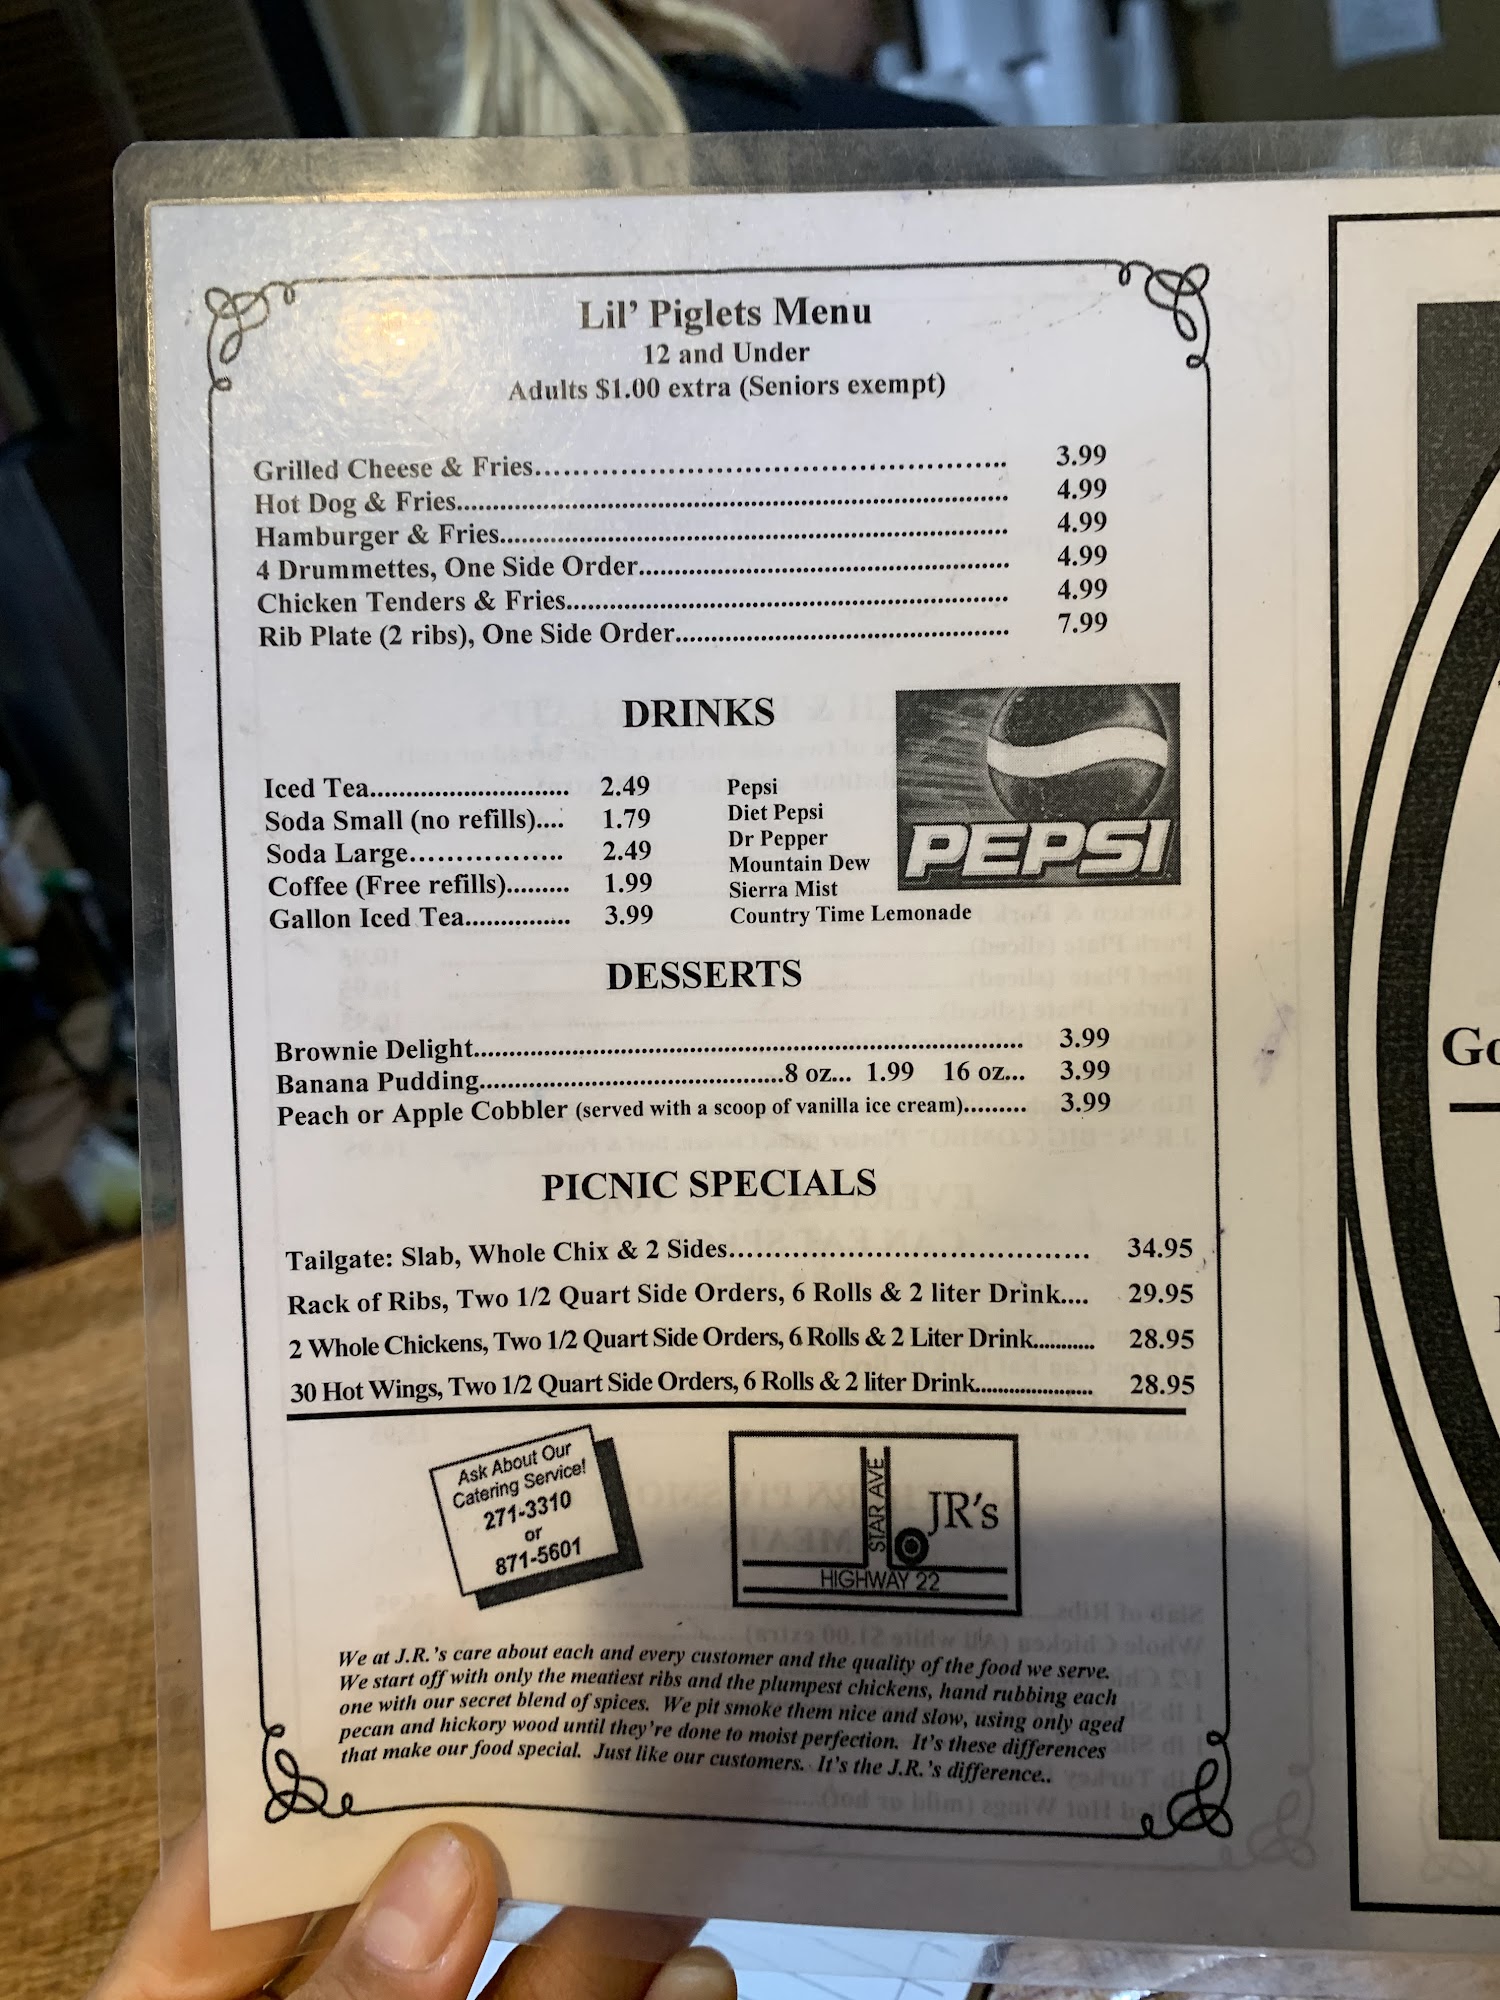 Lil' Piglets Menu
12 and Under
Adults $1.00 extra (Seniors exempt)
Grilled Cheese & Fries.................................................. 3.99
Hot Dog & Fries.................................................. 4.99
Hamburger & Fries.................................................. 4.99
4 Drummettes, One Side Order.................................................. 4.99
Chicken Tenders & Fries.................................................. 4.99
Rib Plate (2 ribs), One Side Order.................................................. 7.99
DRINKS
Iced Tea............................ 2.49
Soda Small (no refills).... 1.79
Soda Large.................. 2.49
Coffee (Free refills)......... 1.99
Gallon Iced Tea............... 3.99
Pepsi
Diet Pepsi
Dr Pepper
Mountain Dew
Sierra Mist
Country Time Lemonade
PEPSI
DESSERTS
Brownie Delight.................................................. 3.99
Banana Pudding...........................................8 oz... 1.99 16 oz... 3.99
Peach or Apple Cobbler (served with a scoop of vanilla ice cream)......... 3.99
PICNIC SPECIALS
Tailgate: Slab, Whole Chix & 2 Sides....................................... 34.95
Rack of Ribs, Two 1/2 Quart Side Orders, 6 Rolls & 2 liter Drink.... 29.95
2 Whole Chickens, Two 1/2 Quart Side Orders, 6 Rolls & 2 Liter Drink........... 28.95
30 Hot Wings, Two 1/2 Quart Side Orders, 6 Rolls & 2 liter Drink..................... 28.95
Ask About Our
Catering Service!
271-3310
or
871-5601
STAR AVE
JR's
HIGHWAY 22
We at J.R.'s care about each and every customer and the quality of the food we serve.
We start off with only the meatiest ribs and the plumpest chickens, hand rubbing each
one with our secret blend of spices. We pit smoke them nice and slow, using only aged
pecan and hickory wood until they're done to moist perfection. It's these differences
that make our food special. Just like our customers. It's the J.R.'s difference..
Go